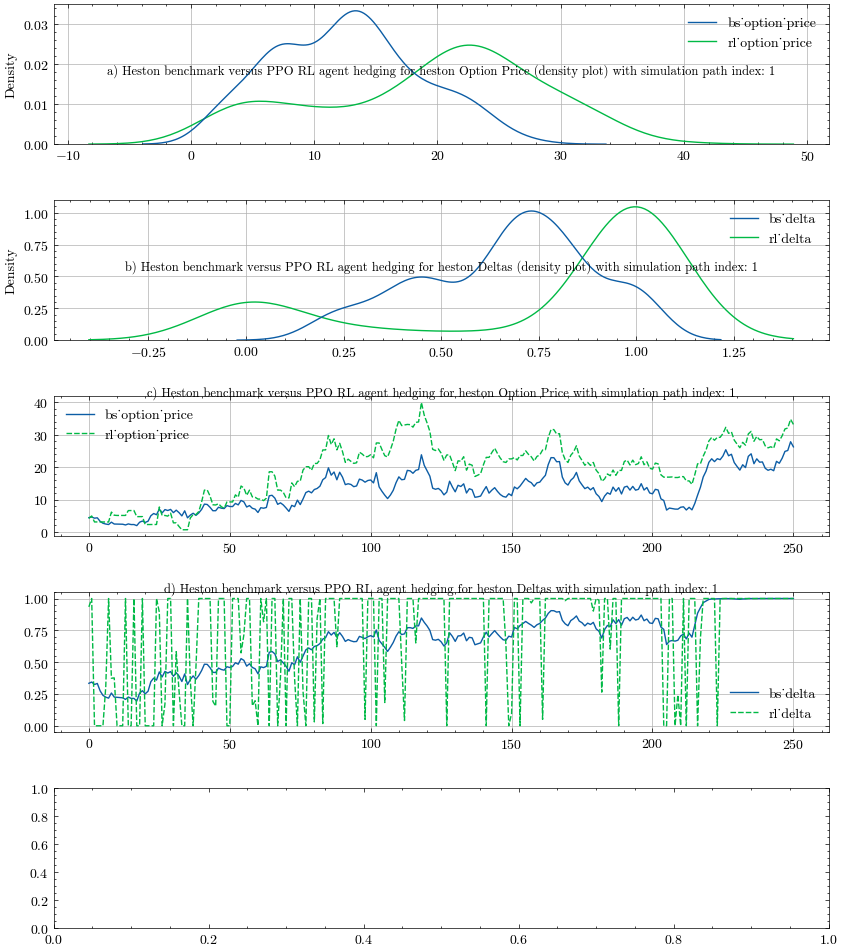 bs˙option˙price
rl˙option˙price
Density
0.03
0.02
0.01
0.00
a) Heston benchmark versus PPO RL agent hedging for heston Option Price (density plot) with simulation path index: 1
−10 0 10 20 30 40 50
bs˙delta
rl˙delta
Density
1.00
0.75
0.50
0.25
0.00
b) Heston benchmark versus PPO RL agent hedging for heston Deltas (density plot) with simulation path index: 1
−0.25 0.00 0.25 0.50 0.75 1.00 1.25
c) Heston benchmark versus PPO RL agent hedging for heston Option Price with simulation path index: 1
bs˙option˙price
rl˙option˙price
40
30
20
10
0
0 50 100 150 200 250
d) Heston benchmark versus PPO RL agent hedging for heston Deltas with simulation path index: 1
1.00
0.75
0.50
0.25
0.00
bs˙delta
rl˙delta
0 50 100 150 200 250
1.0
0.8
0.6
0.4
0.2
0.0
0.0 0.2 0.4 0.6 0.8 1.0